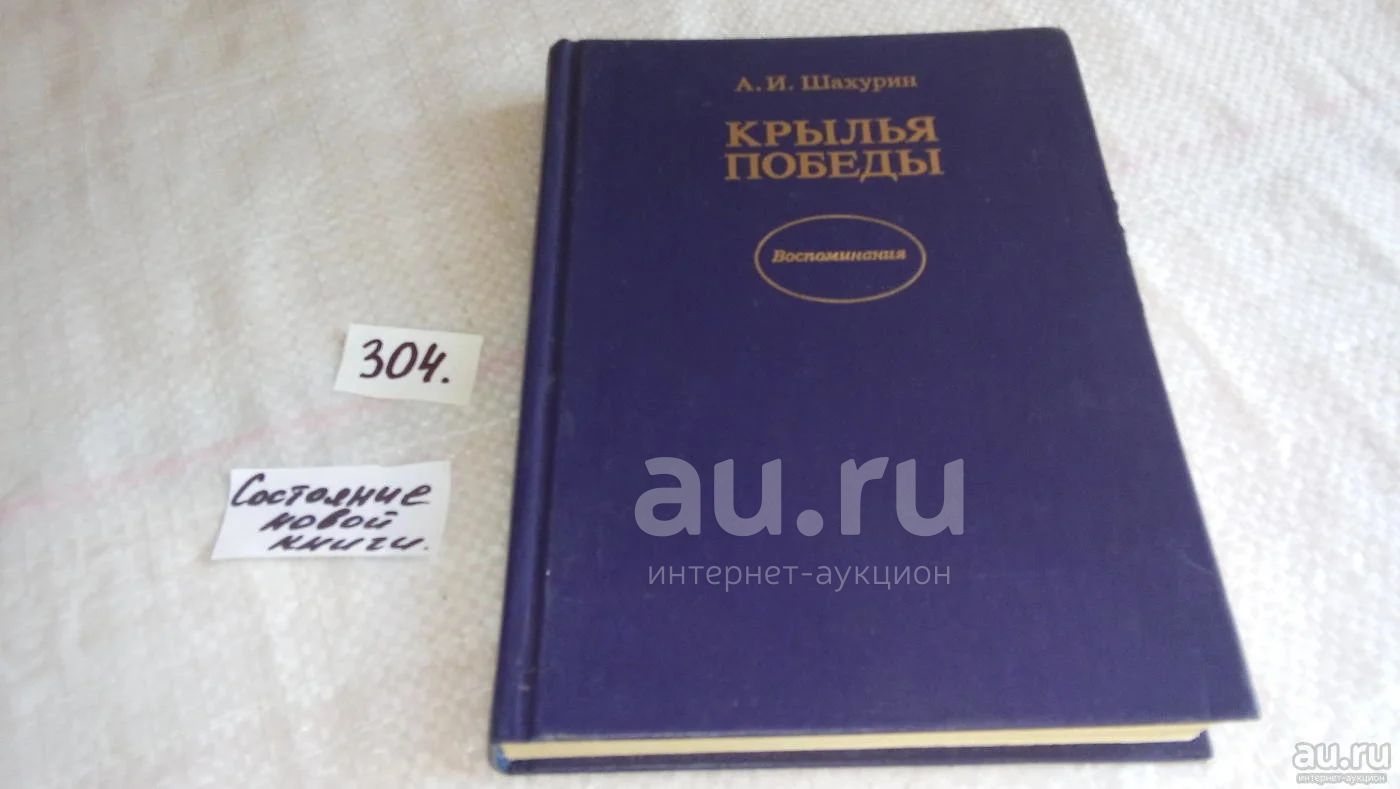 А. И. Шахурин
КРЫЛЬЯ
ПОБЕДЫ
Воспоминания
304.
Состояние
новой
книги.
au.ru
интернет-аукцион
au.ru
интернет-аукцион